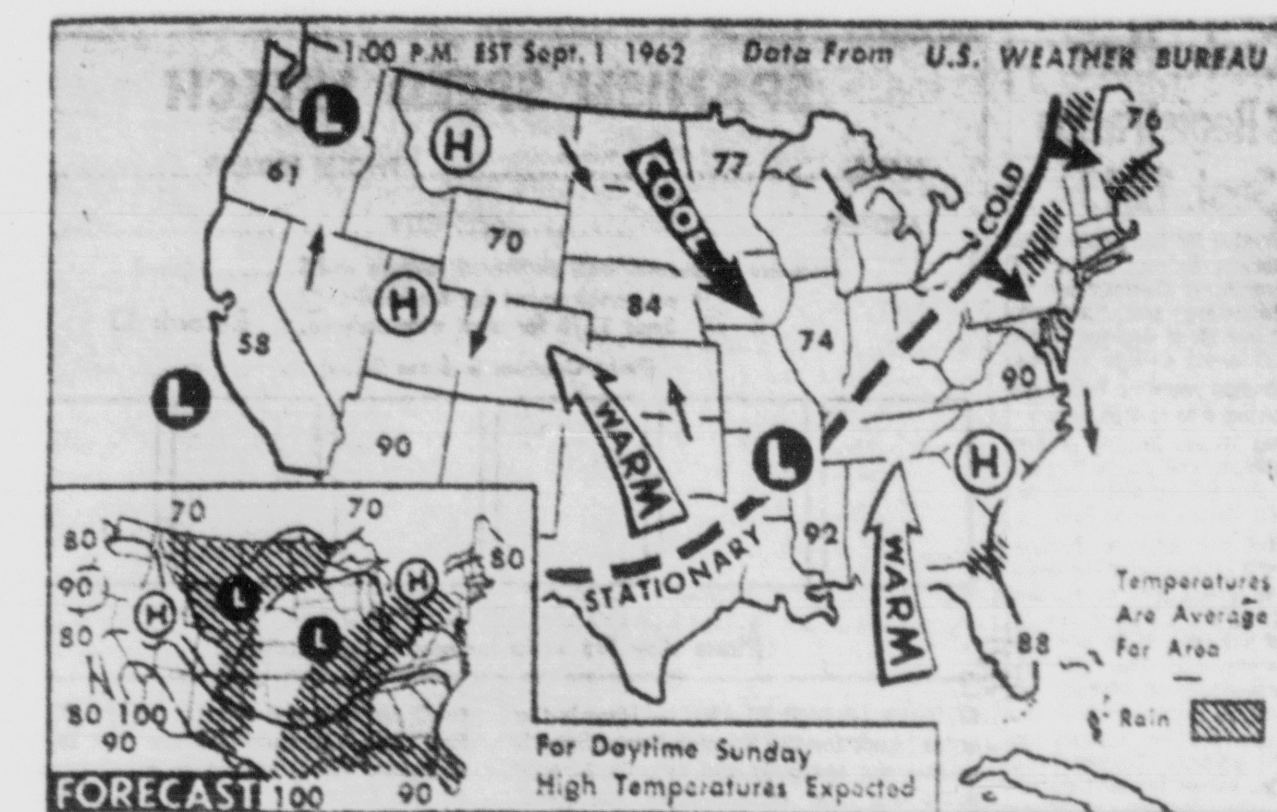 1:00 P.M. EST Sept. 1 1962 Data From U.S. WEATHER BUREAU
L
H
76
61
77
COOL
COLD
70
H
84
58
74
L
90
WARM
90
L
H
92
STATIONARY
WARM
88
Temperatures
Are Average
For Area
Rain
70 70
80
80
90
L
H
H
80
L
80 100
90
FORECAST 100 90
For Daytime Sunday
High Temperatures Expected